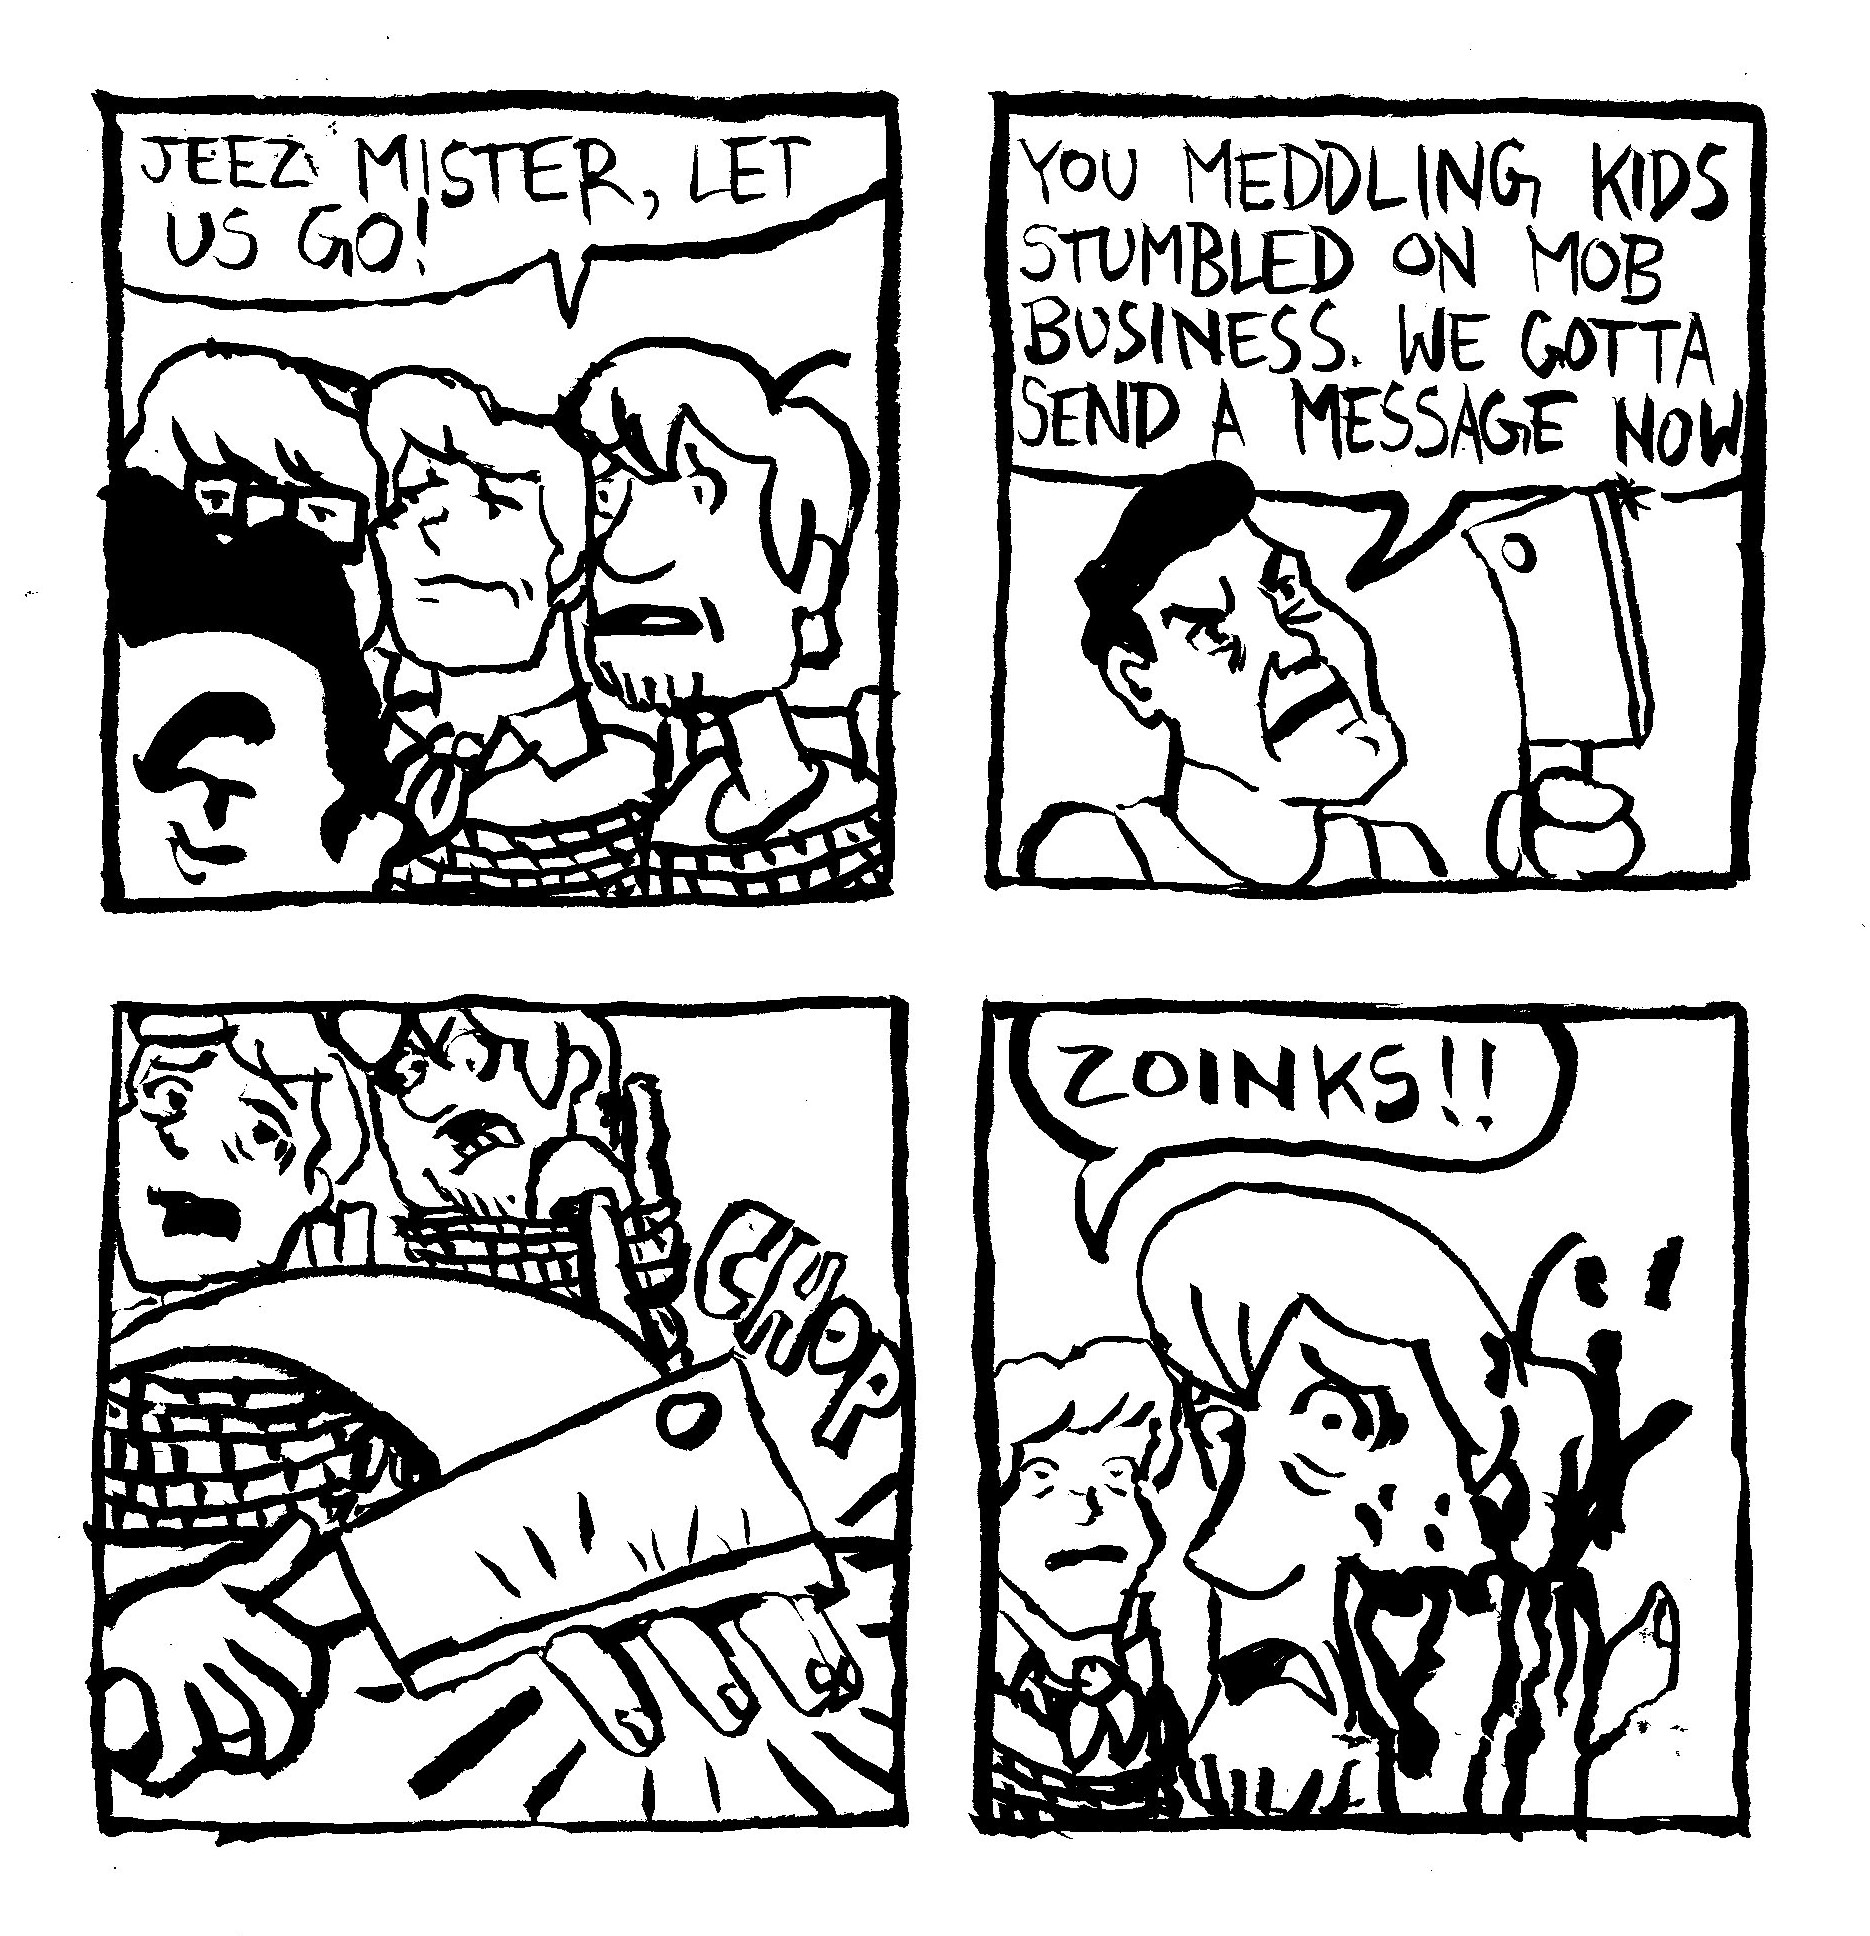 JEEZ MISTER, LET
US GO!
YOU MEDDLING KIDS
STUMBLED ON MOB
BUSINESS. WE GOTTA
SEND A MESSAGE NOW
CHOP
ZOINKS!!